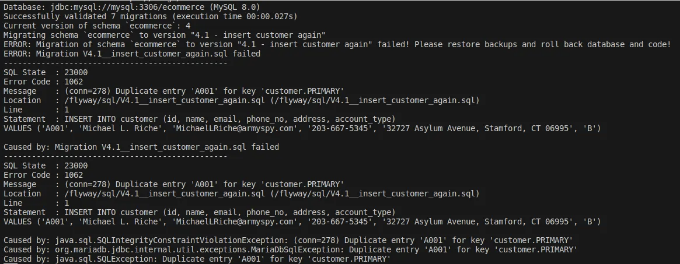 Database: jdbc:mysql://mysql:3306/ecommerce (MySQL 8.0)
Successfully validated 7 migrations (execution time 00:00.027s)
Current version of schema `ecommerce`: 4
Migrating schema `ecommerce` to version "4.1 - insert customer again"
ERROR: Migration of schema `ecommerce` to version "4.1 - insert customer again" failed! Please restore backups and roll back database and code!
ERROR: Migration V4.1__insert_customer_again.sql failed
------------------------------------------------
SQL State  : 23000
Error Code : 1062
Message    : (conn=278) Duplicate entry 'A001' for key 'customer.PRIMARY'
Location   : /flyway/sql/V4.1__insert_customer_again.sql (/flyway/sql/V4.1__insert_customer_again.sql)
Line       : 1
Statement  : INSERT INTO customer (id, name, email, phone_no, address, account_type)
VALUES ('A001', 'Michael L. Riche', 'MichaelLRiche@armyspy.com', '203-667-5345', '32727 Asylum Avenue, Stamford, CT 06995', 'B')

Caused by: Migration V4.1__insert_customer_again.sql failed
------------------------------------------------
SQL State  : 23000
Error Code : 1062
Message    : (conn=278) Duplicate entry 'A001' for key 'customer.PRIMARY'
Location   : /flyway/sql/V4.1__insert_customer_again.sql (/flyway/sql/V4.1__insert_customer_again.sql)
Line       : 1
Statement  : INSERT INTO customer (id, name, email, phone_no, address, account_type)
VALUES ('A001', 'Michael L. Riche', 'MichaelLRiche@armyspy.com', '203-667-5345', '32727 Asylum Avenue, Stamford, CT 06995', 'B')

Caused by: java.sql.SQLIntegrityConstraintViolationException: (conn=278) Duplicate entry 'A001' for key 'customer.PRIMARY'
Caused by: org.mariadb.jdbc.internal.util.exceptions.MariaDbSqlException: Duplicate entry 'A001' for key 'customer.PRIMARY'
Caused by: java.sql.SQLException: Duplicate entry 'A001' for key 'customer.PRIMARY'